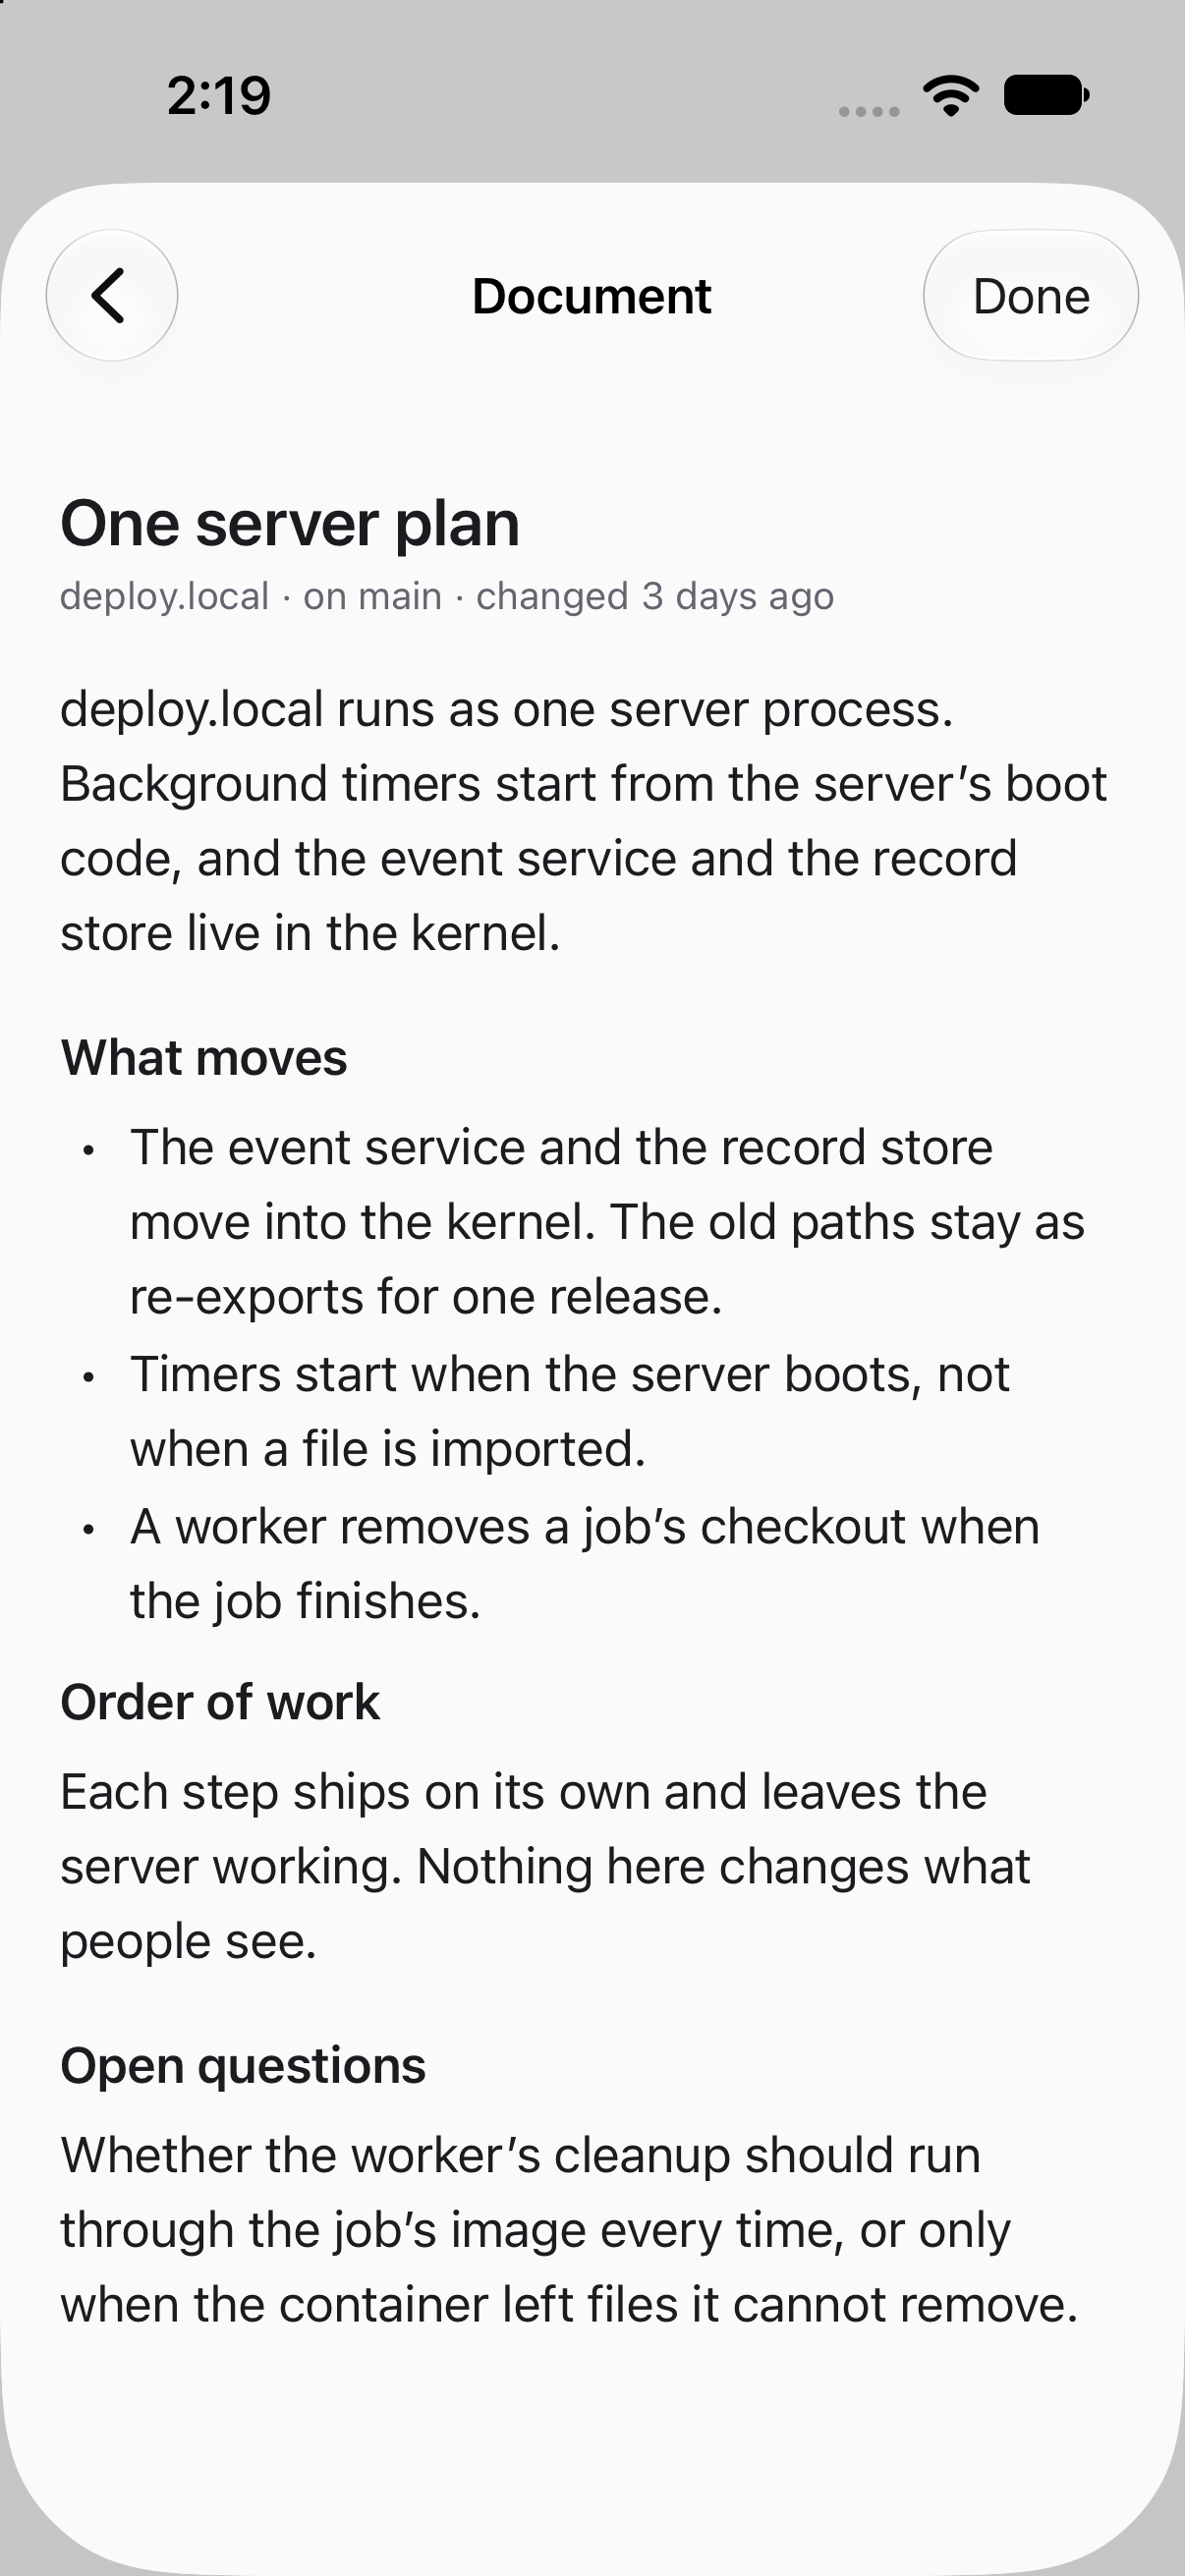 2:19
Document
Done
One server plan
deploy.local · on main · changed 3 days ago
deploy.local runs as one server process.
Background timers start from the server’s boot
code, and the event service and the record
store live in the kernel.
What moves
• The event service and the record store
move into the kernel. The old paths stay as
re-exports for one release.
• Timers start when the server boots, not
when a file is imported.
• A worker removes a job’s checkout when
the job finishes.
Order of work
Each step ships on its own and leaves the
server working. Nothing here changes what
people see.
Open questions
Whether the worker’s cleanup should run
through the job’s image every time, or only
when the container left files it cannot remove.